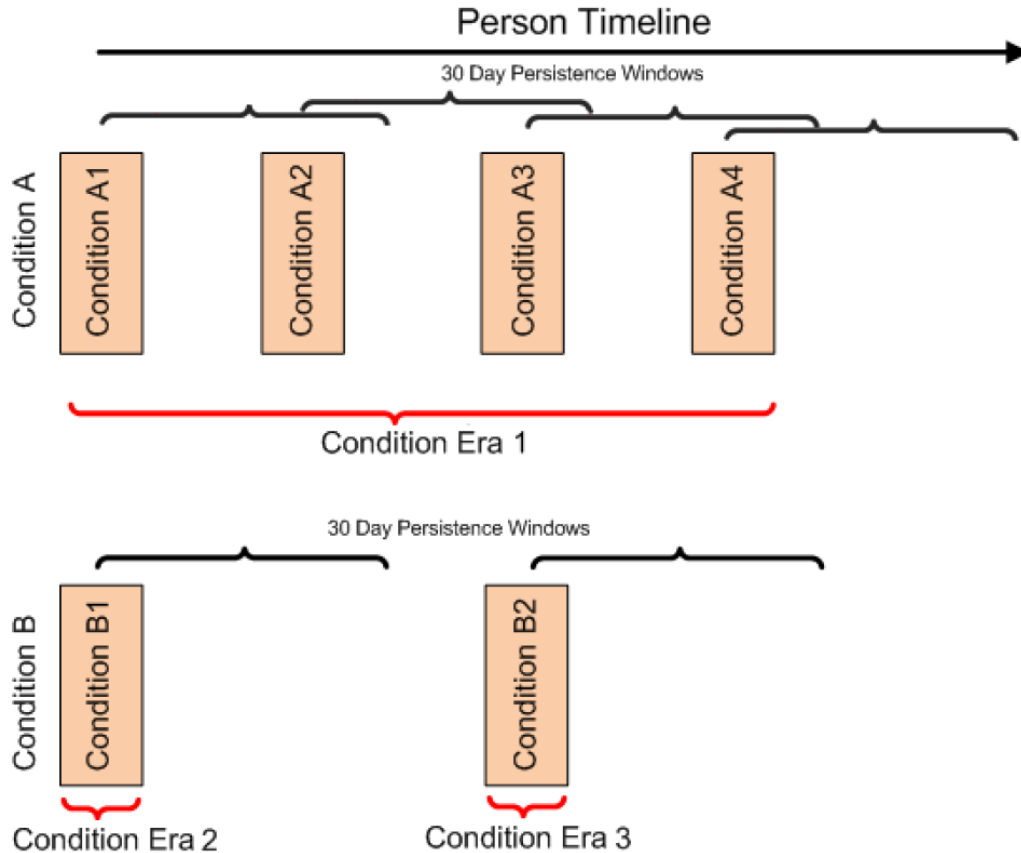 Person Timeline
30 Day Persistence Windows
Condition A
Condition A1
Condition A2
Condition A3
Condition A4
Condition Era 1
30 Day Persistence Windows
Condition B
Condition B1
Condition B2
Condition Era 2
Condition Era 3